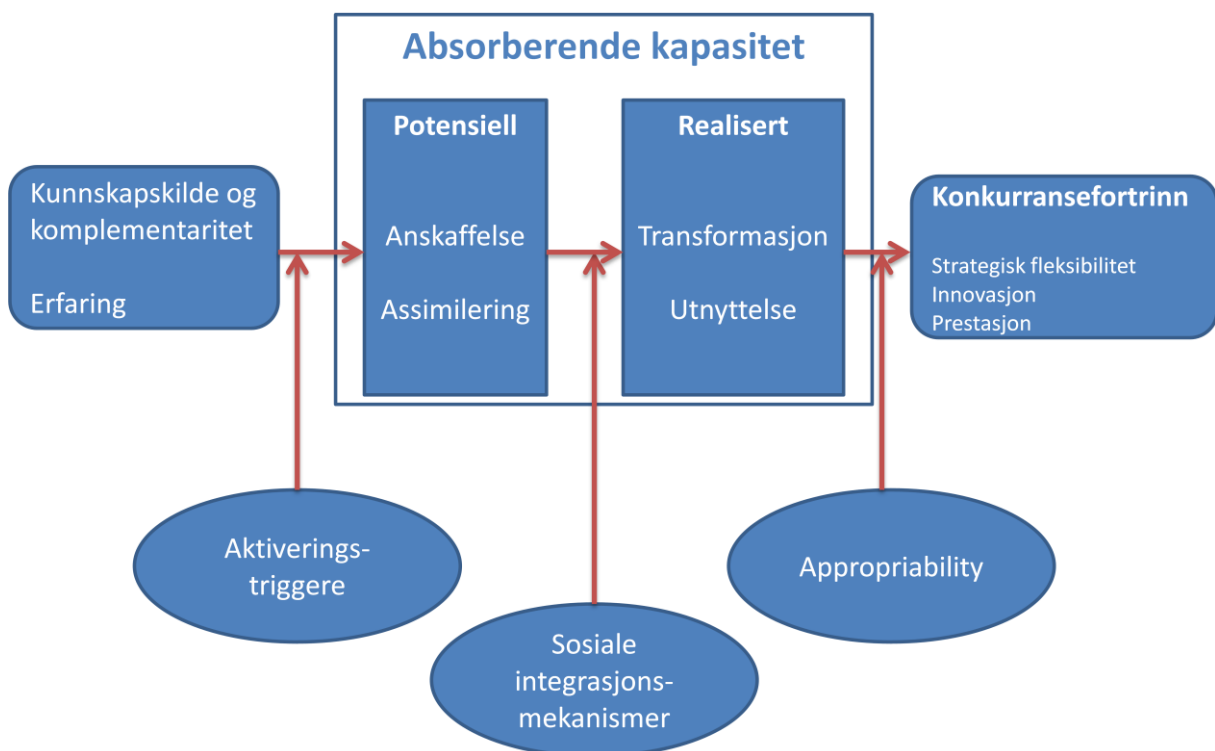 Absorberende kapasitet
Kunnskapskilde og
komplementaritet
Erfaring
Potensiell
Anskaffelse
Assimilering
Realisert
Transformasjon
Utnyttelse
Konkurransefortrinn
Strategisk fleksibilitet
Innovasjon
Prestasjon
Aktiverings-
triggere
Sosiale
integrasjons-
mekanismer
Appropriability